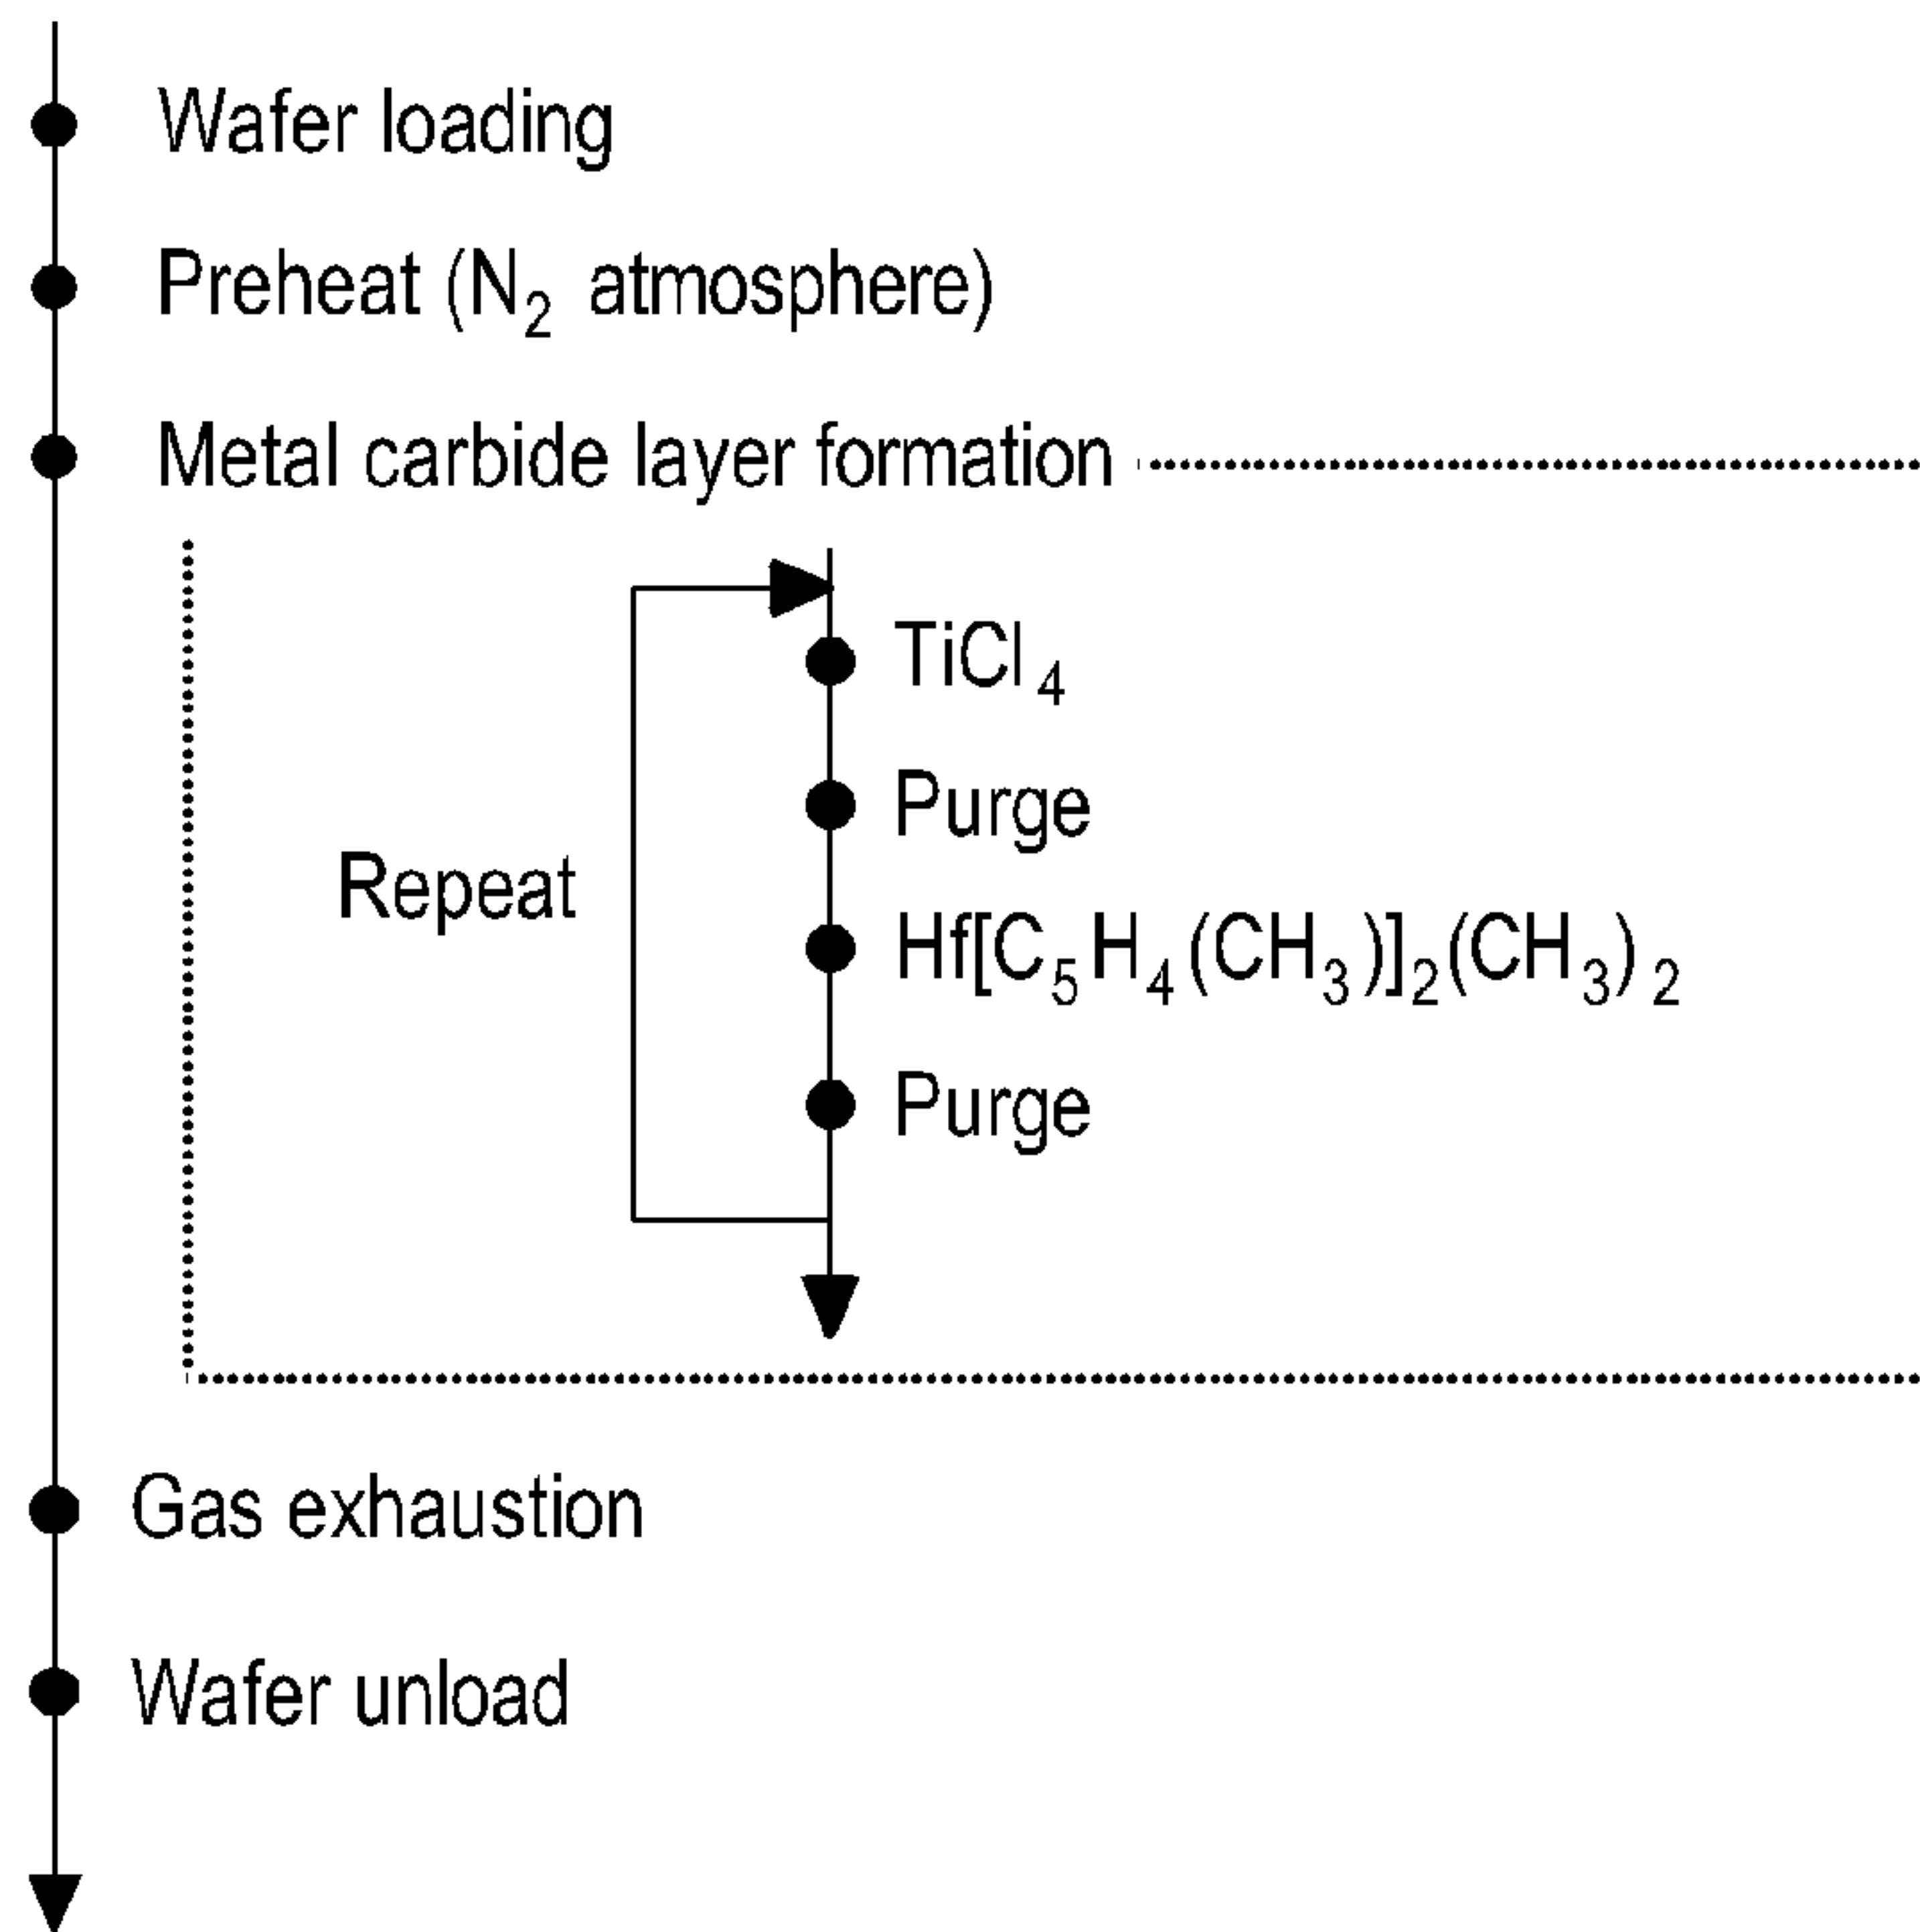 Wafer loading
Preheat (N₂ atmosphere)
Metal carbide layer formation
TiCl₄
Purge
Repeat
Hf[C₅H₄(CH₃)]₂(CH₃)₂
Purge
Gas exhaustion
Wafer unload